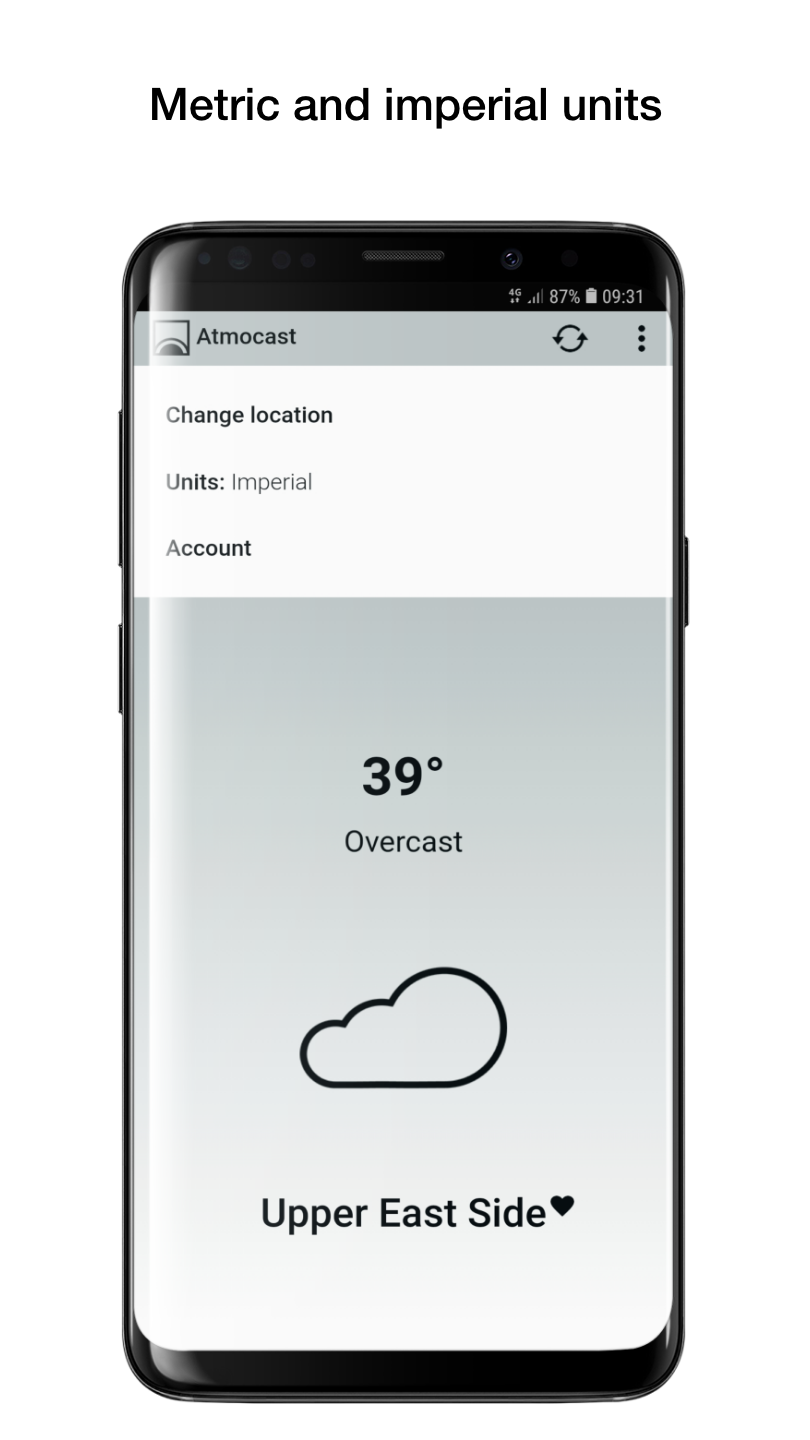 Metric and imperial units
4G 87% 09:31
Atmocast
Change location
Units: Imperial
Account
39°
Overcast
Upper East Side♥